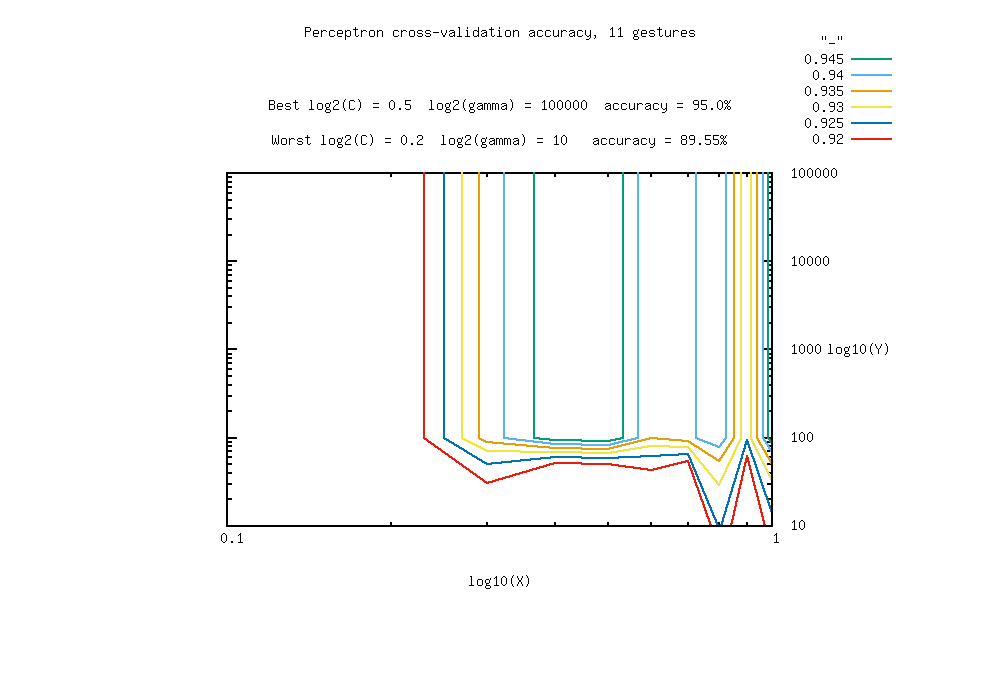 Perceptron cross-validation accuracy, 11 gestures
"_"
0.945
0.94
0.935
0.93
0.925
0.92
Best log2(C) = 0.5  log2(gamma) = 100000  accuracy = 95.0%
Worst log2(C) = 0.2  log2(gamma) = 10   accuracy = 89.55%
100000
10000
1000 log10(Y)
100
10
0.1 1
log10(X)